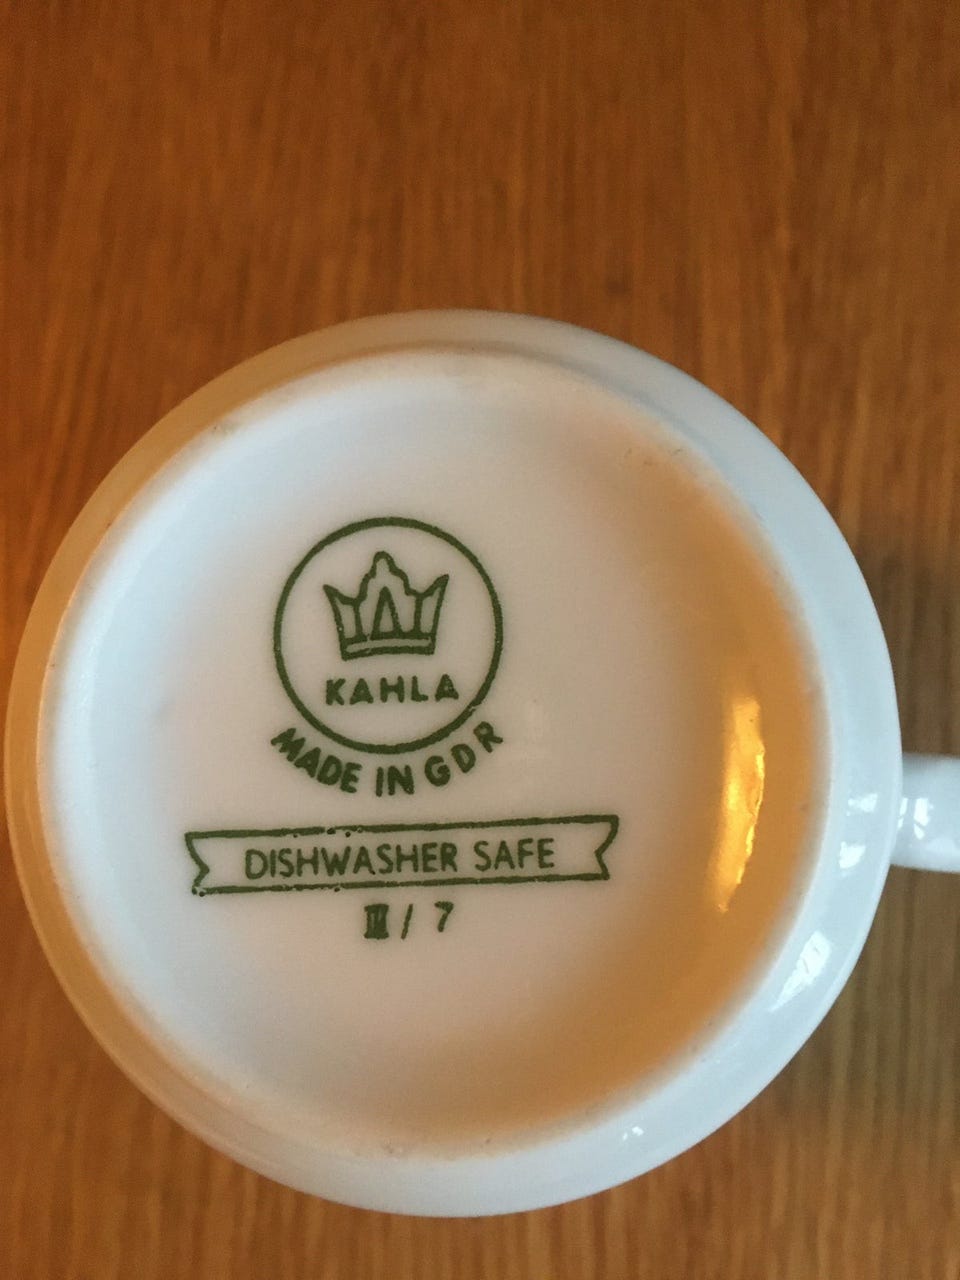 KAHLA
MADE IN GDR
DISHWASHER SAFE
III / 7